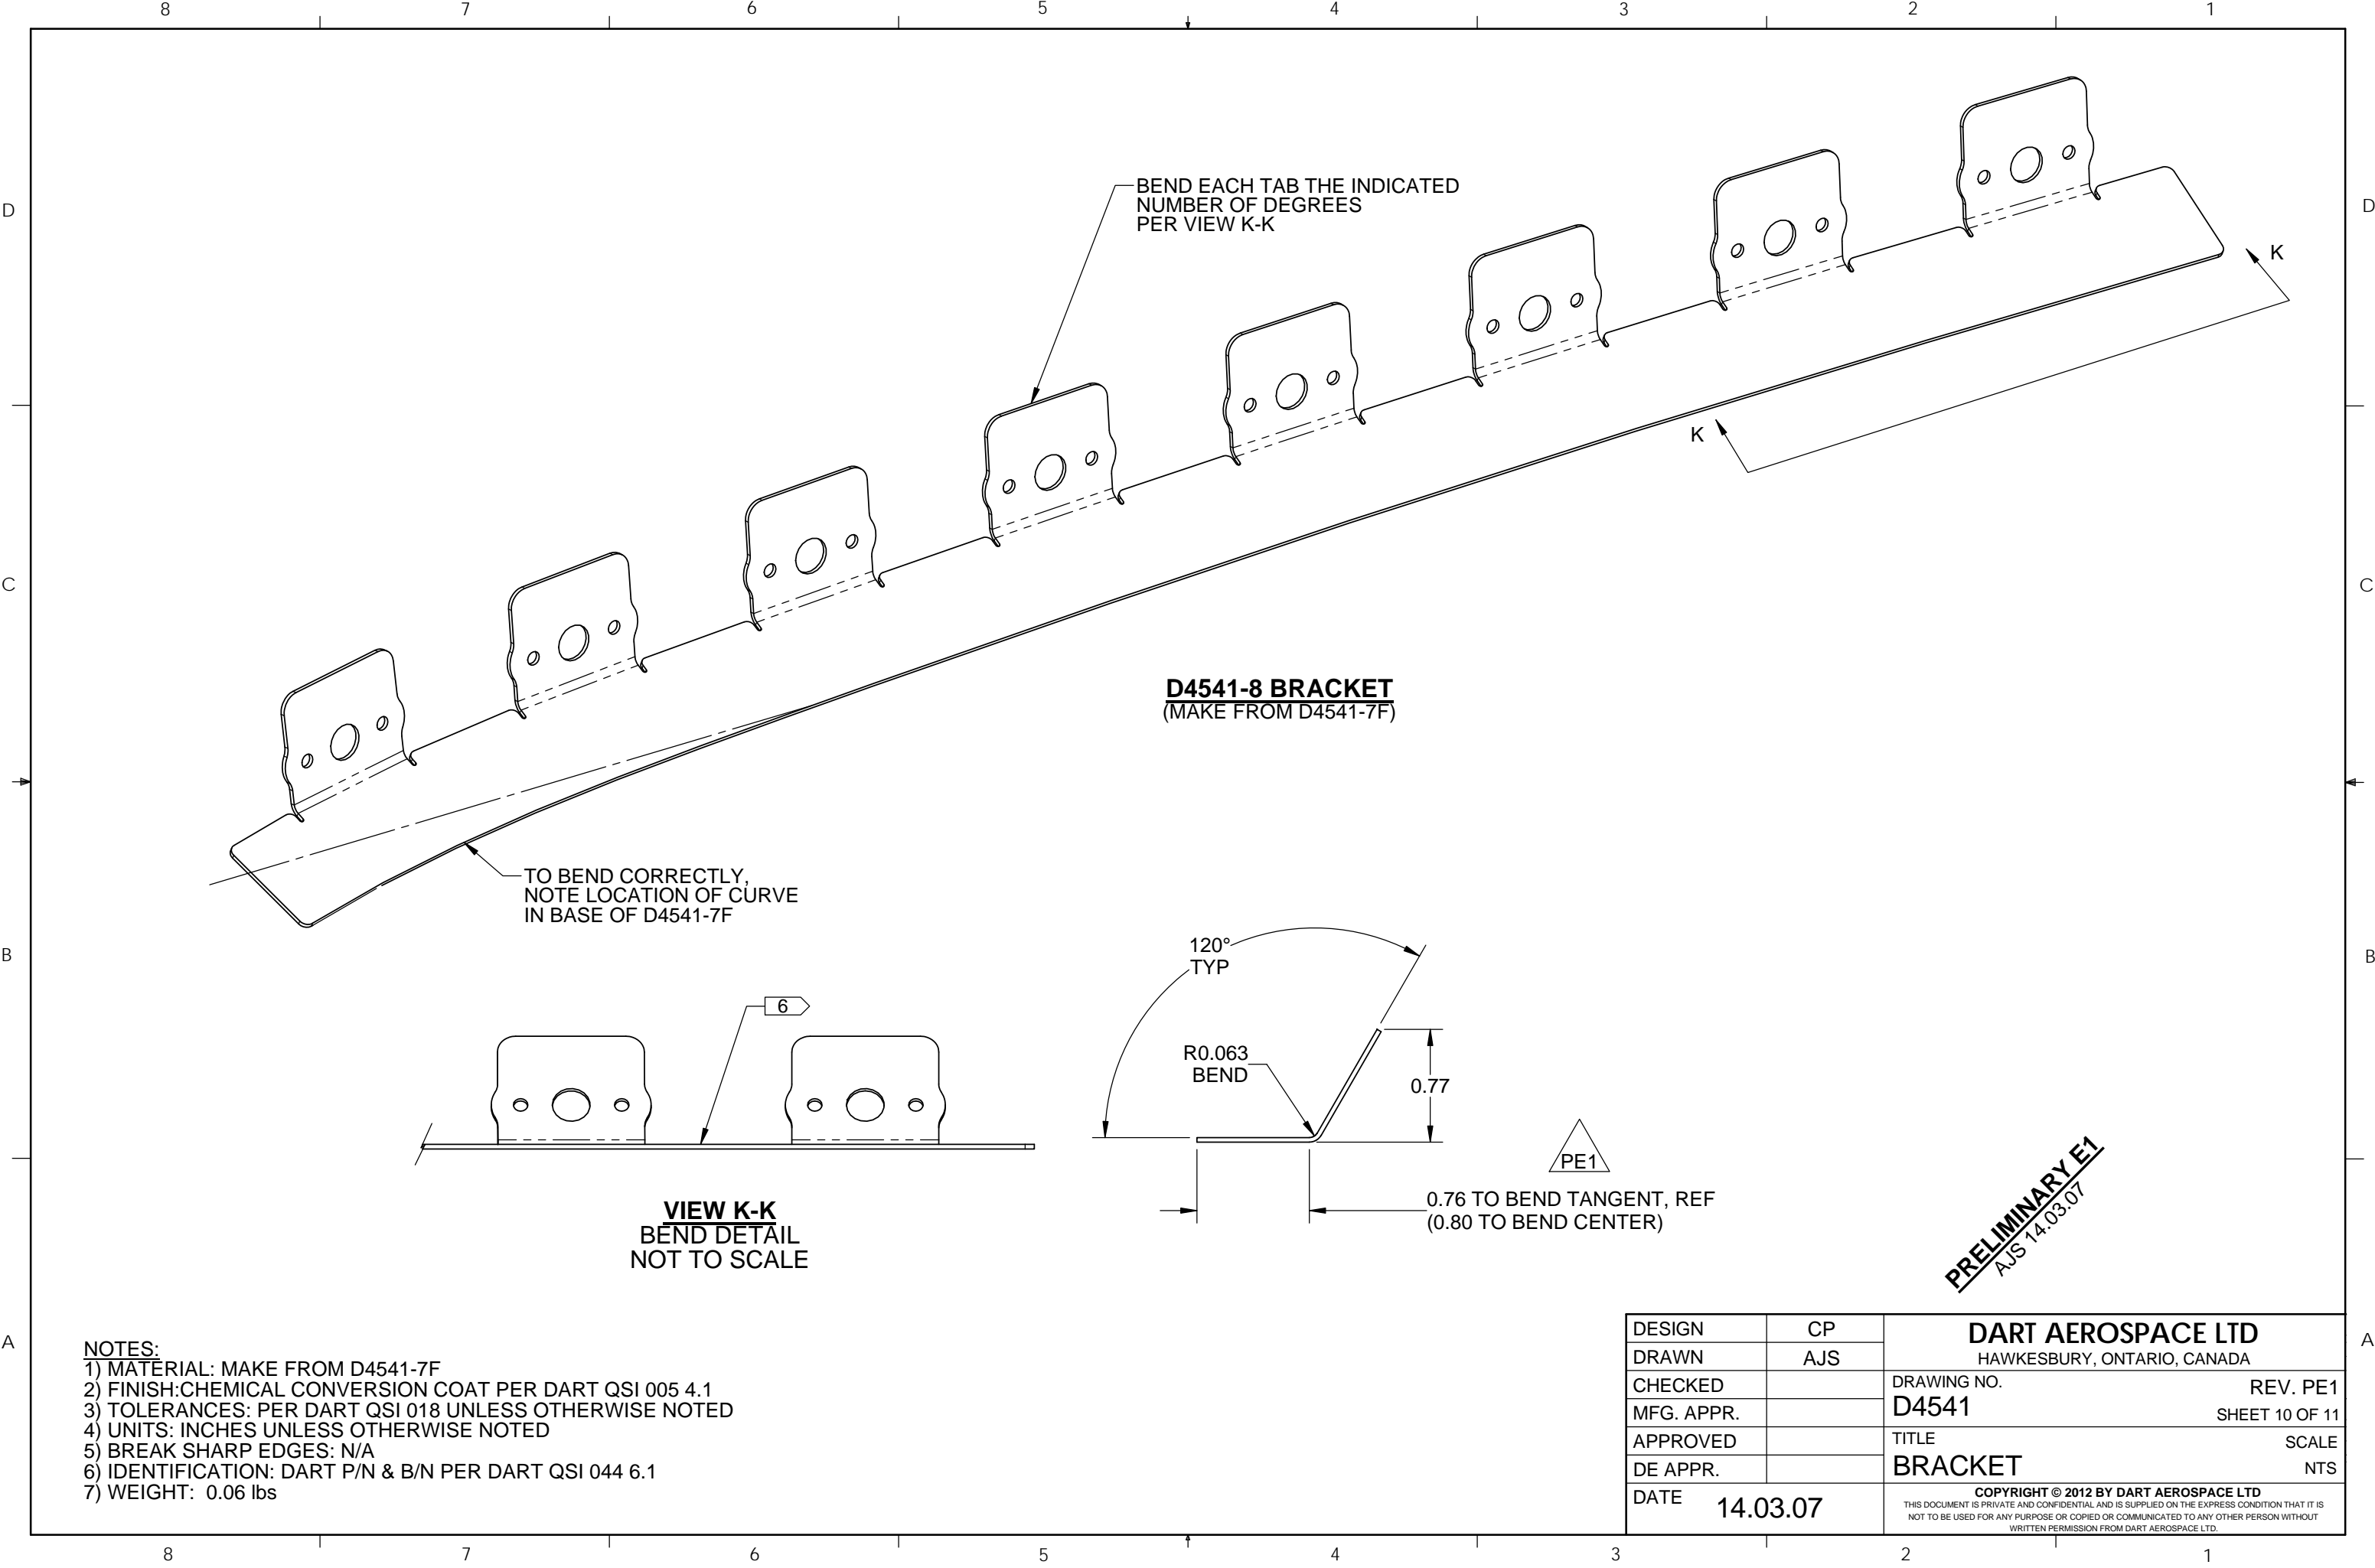 8 7 6 5 4 3 2 1
D
D
C
C
B
B
A
A
BEND EACH TAB THE INDICATED
NUMBER OF DEGREES
PER VIEW K-K
K
K
D4541-8 BRACKET
(MAKE FROM D4541-7F)
TO BEND CORRECTLY,
NOTE LOCATION OF CURVE
IN BASE OF D4541-7F
120°
TYP
6
R0.063
BEND
0.77
PE1
0.76 TO BEND TANGENT, REF
(0.80 TO BEND CENTER)
VIEW K-K
BEND DETAIL
NOT TO SCALE
PRELIMINARY E1
AJS 14.03.07
NOTES:
1) MATERIAL: MAKE FROM D4541-7F
2) FINISH:CHEMICAL CONVERSION COAT PER DART QSI 005 4.1
3) TOLERANCES: PER DART QSI 018 UNLESS OTHERWISE NOTED
4) UNITS: INCHES UNLESS OTHERWISE NOTED
5) BREAK SHARP EDGES: N/A
6) IDENTIFICATION: DART P/N & B/N PER DART QSI 044 6.1
7) WEIGHT: 0.06 lbs
DESIGN CP
DRAWN AJS
CHECKED
MFG. APPR.
APPROVED
DE APPR.
DATE 14.03.07
DART AEROSPACE LTD
HAWKESBURY, ONTARIO, CANADA
DRAWING NO. REV. PE1
D4541 SHEET 10 OF 11
TITLE SCALE
BRACKET NTS
COPYRIGHT © 2012 BY DART AEROSPACE LTD
THIS DOCUMENT IS PRIVATE AND CONFIDENTIAL AND IS SUPPLIED ON THE EXPRESS CONDITION THAT IT IS
NOT TO BE USED FOR ANY PURPOSE OR COPIED OR COMMUNICATED TO ANY OTHER PERSON WITHOUT
WRITTEN PERMISSION FROM DART AEROSPACE LTD.
8 7 6 5 4 3 2 1